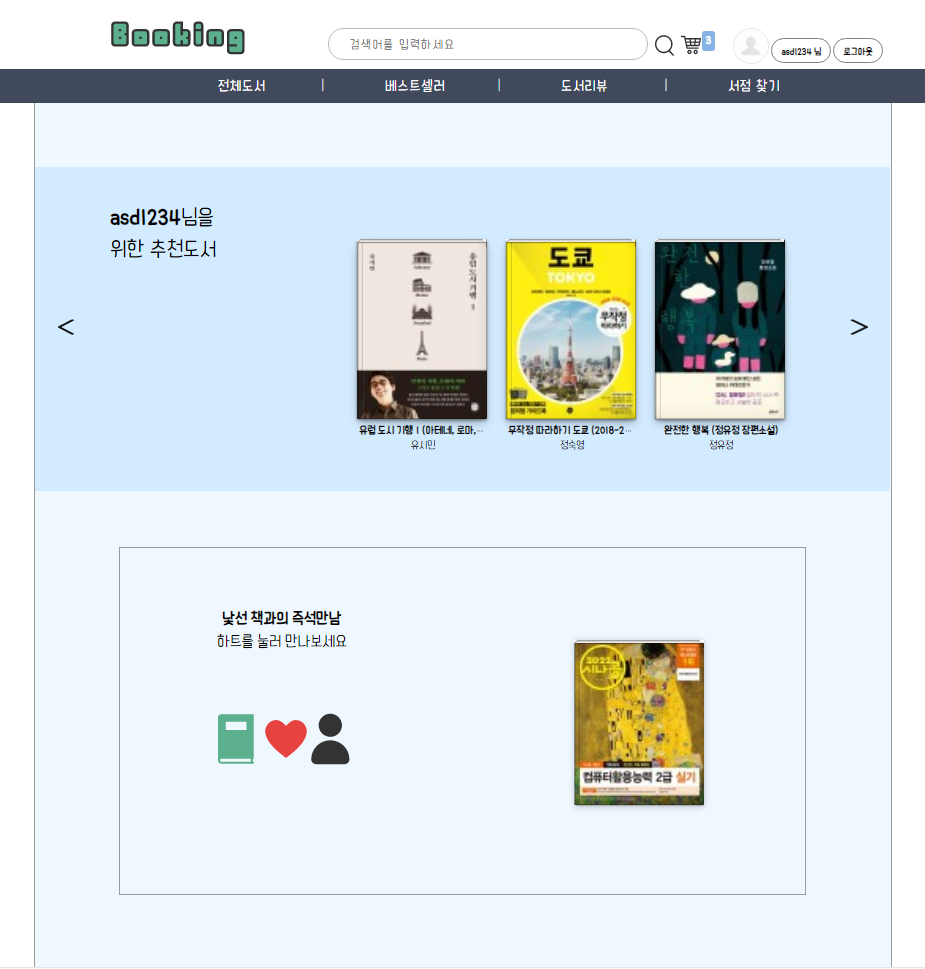 Booking
검색어를 입력하세요
3
asd1234 님
로그아웃
전체도서 | 베스트셀러 | 도서리뷰 | 서점 찾기
asd1234님을
위한 추천도서
<
>
유럽 도시 기행 1
도쿄
TOKYO
무작정
따라하기
완전
한
행복
유럽 도시 기행 1 (아테네, 로마,...
유시민
무작정 따라하기 도쿄 (2018-2...
정숙영
완전한 행복 (정유정 장편소설)
정유정
낯선 책과의 즉석만남
하트를 눌러 만나보세요
2022
시나공
컴퓨터활용능력 2급 실기